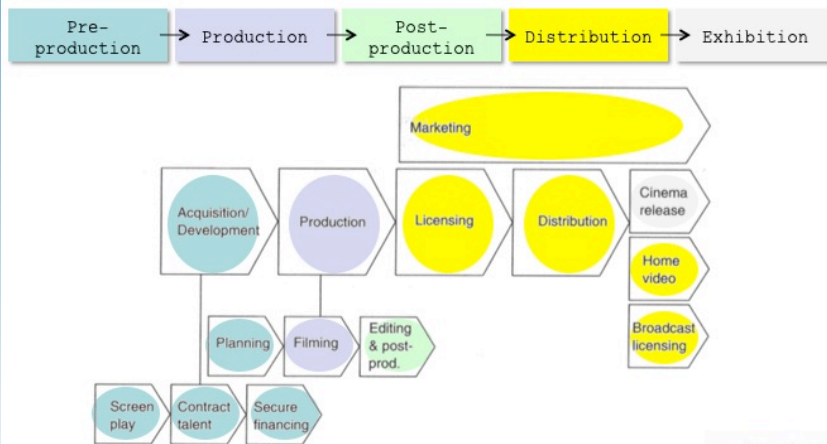 Pre-
production
Production
Post-
production
Distribution
Exhibition
Marketing
Acquisition/
Development
Production
Licensing
Distribution
Cinema
release
Home
video
Broadcast
licensing
Planning
Filming
Editing
& post-
prod.
Screen
play
Contract
talent
Secure
financing